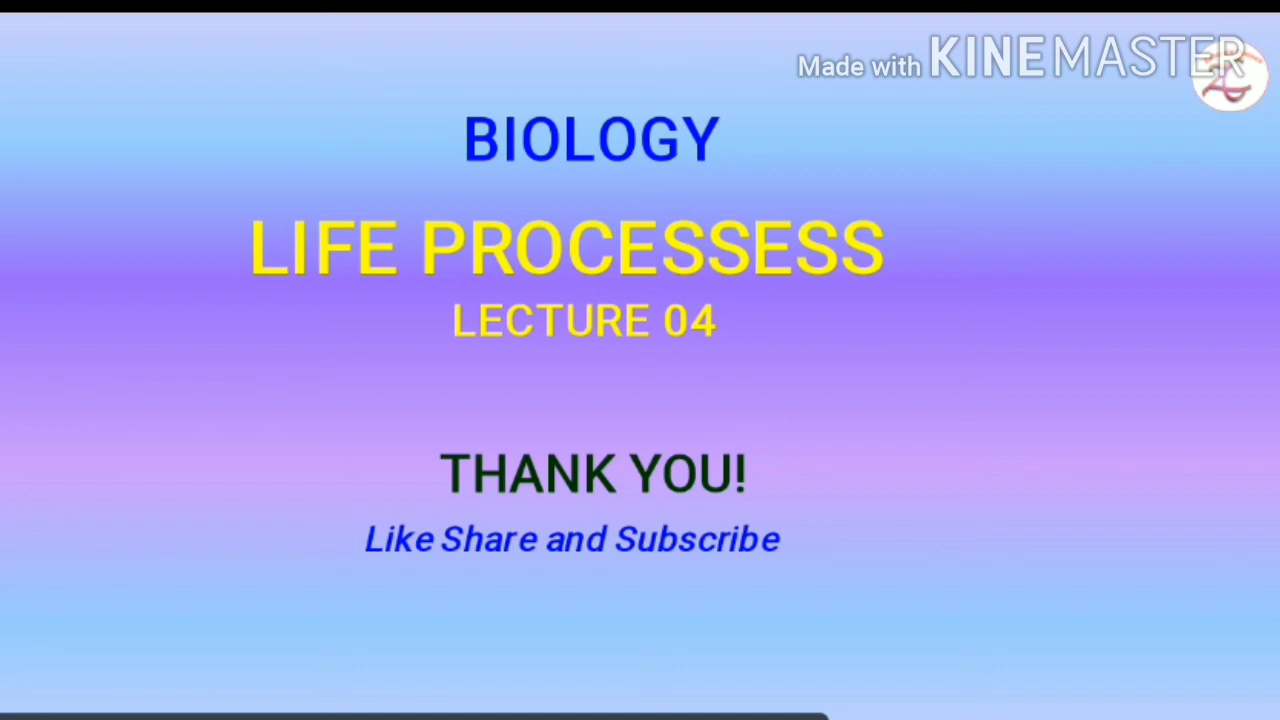 Made with KINEMASTER
BIOLOGY
LIFE PROCESSESS
LECTURE 04
THANK YOU!
Like Share and Subscribe